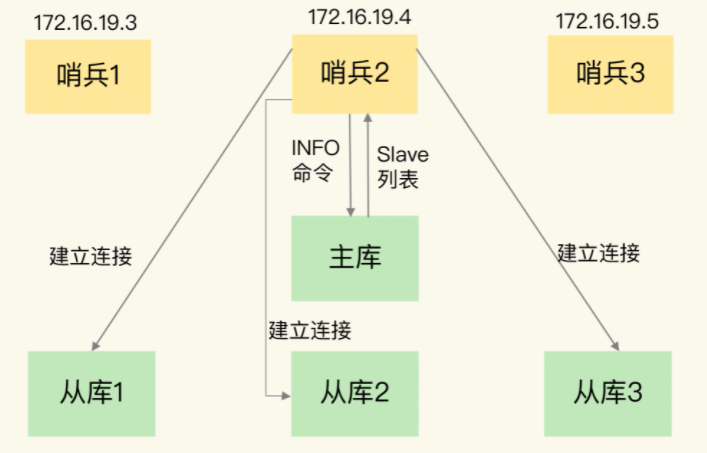 172.16.19.3
172.16.19.4
172.16.19.5
哨兵1
哨兵2
哨兵3
INFO
命令
Slave
列表
建立连接
主库
建立连接
建立连接
从库1
从库2
从库3